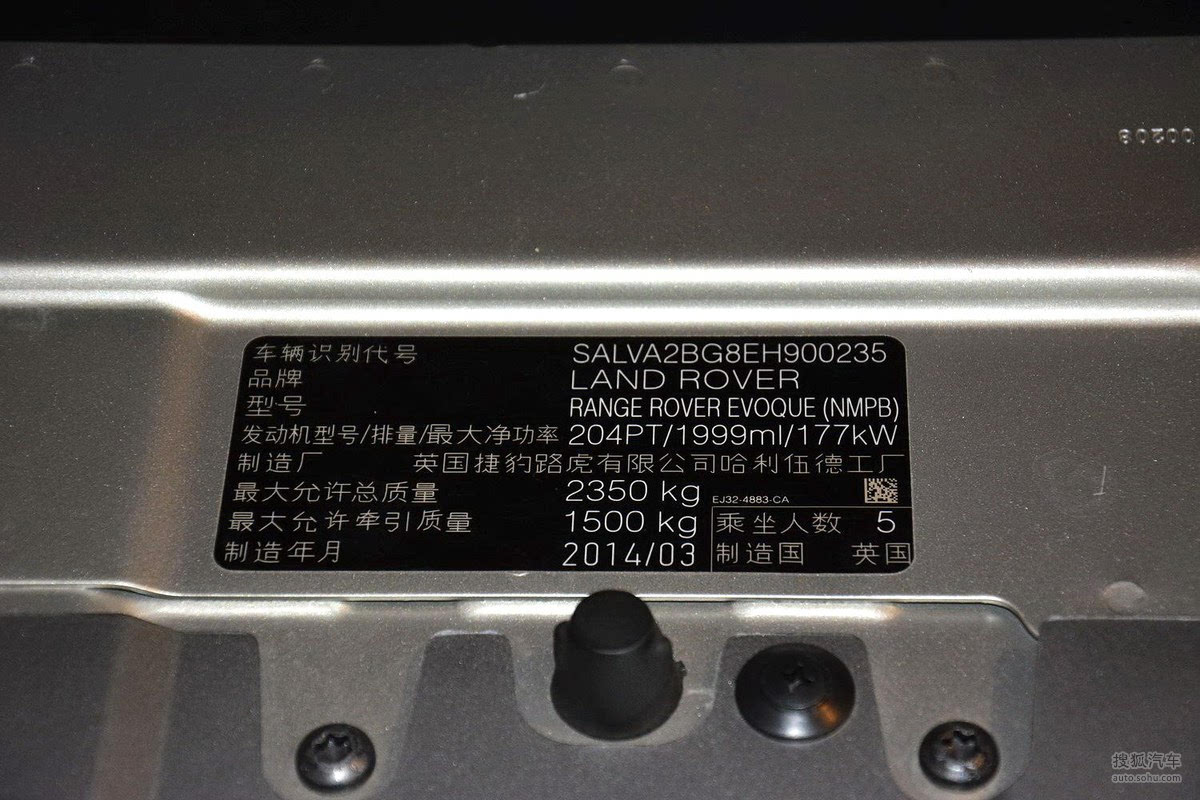 00208
车辆识别代号 SALVA2BG8EH900235
品牌 LAND ROVER
型号 RANGE ROVER EVOQUE (NMPB)
发动机型号/排量/最大净功率 204PT/1999ml/177kW
制造厂 英国捷豹路虎有限公司哈利伍德工厂
最大允许总质量 2350 kg EJ32-4883-CA
最大允许牵引质量 1500 kg 乘坐人数 5
制造年月 2014/03 制造国 英国
搜狐汽车
auto.sohu.com